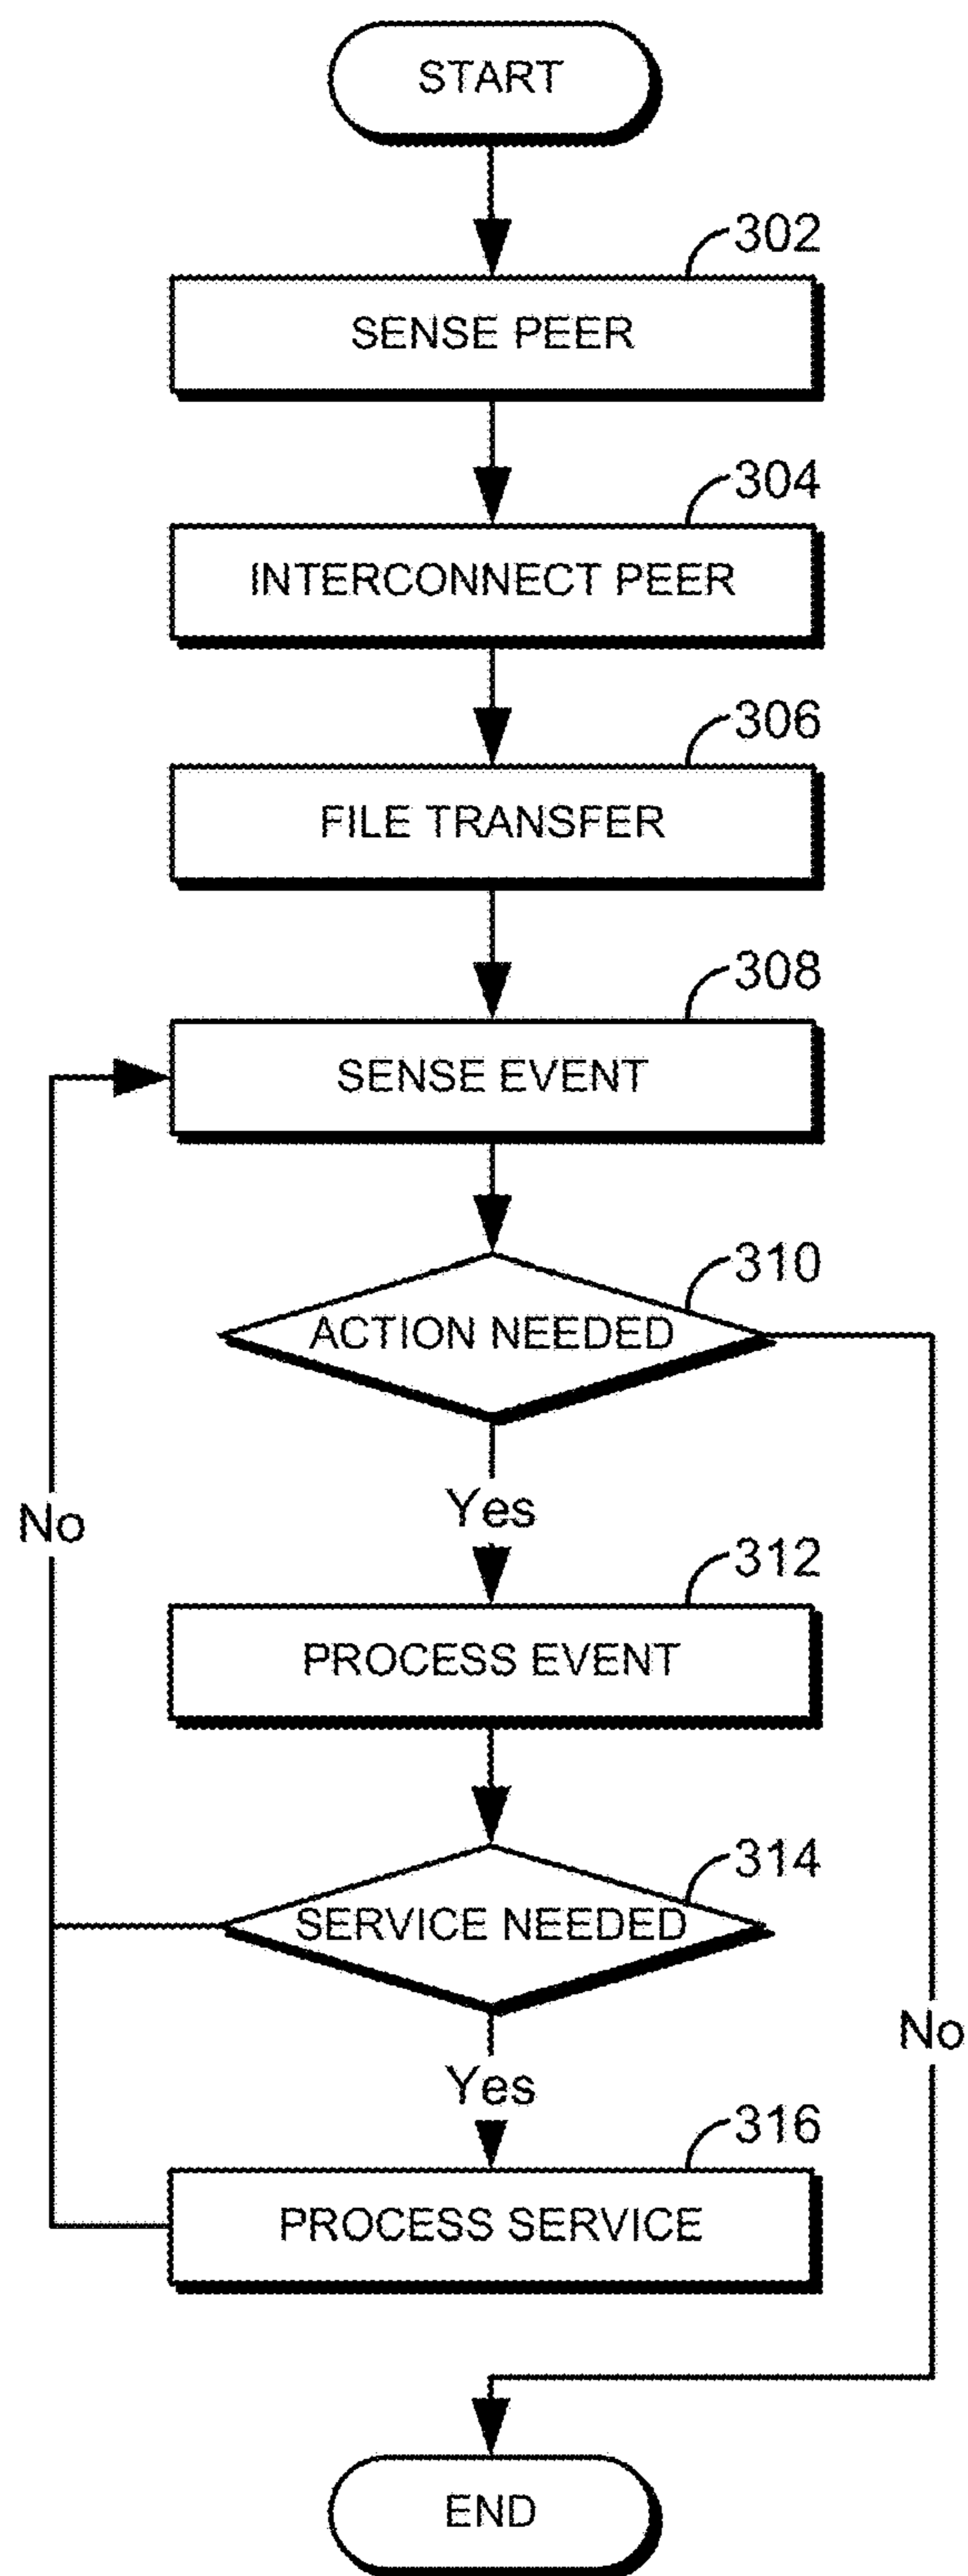 START
302
SENSE PEER
304
INTERCONNECT PEER
306
FILE TRANSFER
308
SENSE EVENT
310
ACTION NEEDED
Yes
No
312
PROCESS EVENT
314
SERVICE NEEDED
No
Yes
316
PROCESS SERVICE
END